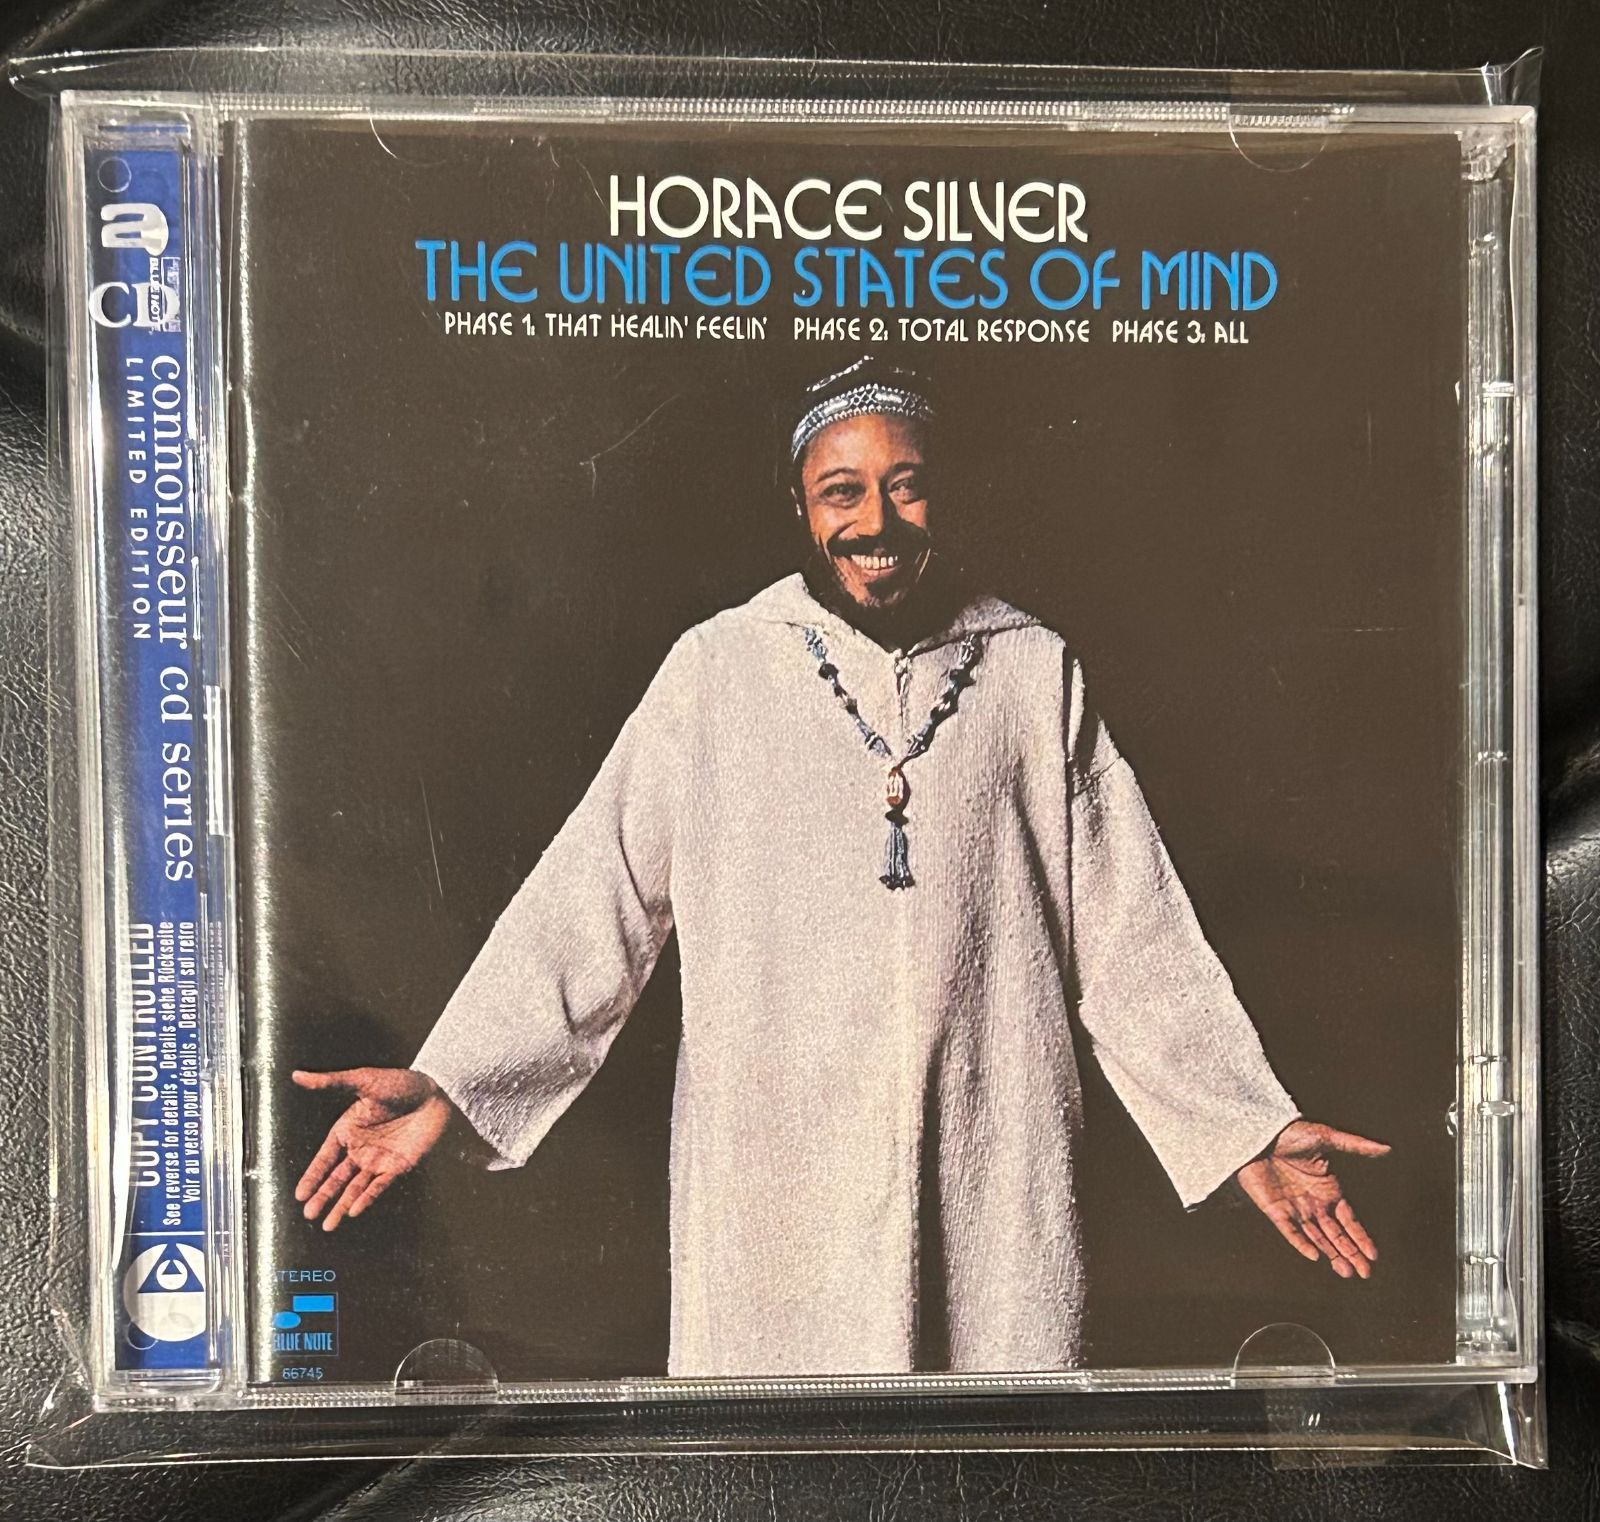 HORACE SILVER
THE UNITED STATES OF MIND
PHASE 1: THAT HEALIN' FEELIN' PHASE 2: TOTAL RESPONSE PHASE 3: ALL
2
CD
connoisseur cd series
LIMITED EDITION
COPY CONTROLLED
See reverse for details . Details siehe Rückseite
Voir au verso pour détails . Dettagli sul retro
STEREO
BLUE NOTE
66745